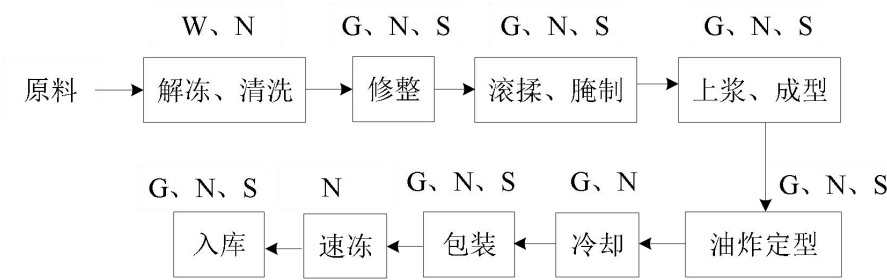 W、N G、N、S G、N、S G、N、S
原料 解冻、清洗 修整 滚揉、腌制 上浆、成型
G、N、S N G、N、S G、N G、N、S
入库 速冻 包装 冷却 油炸定型